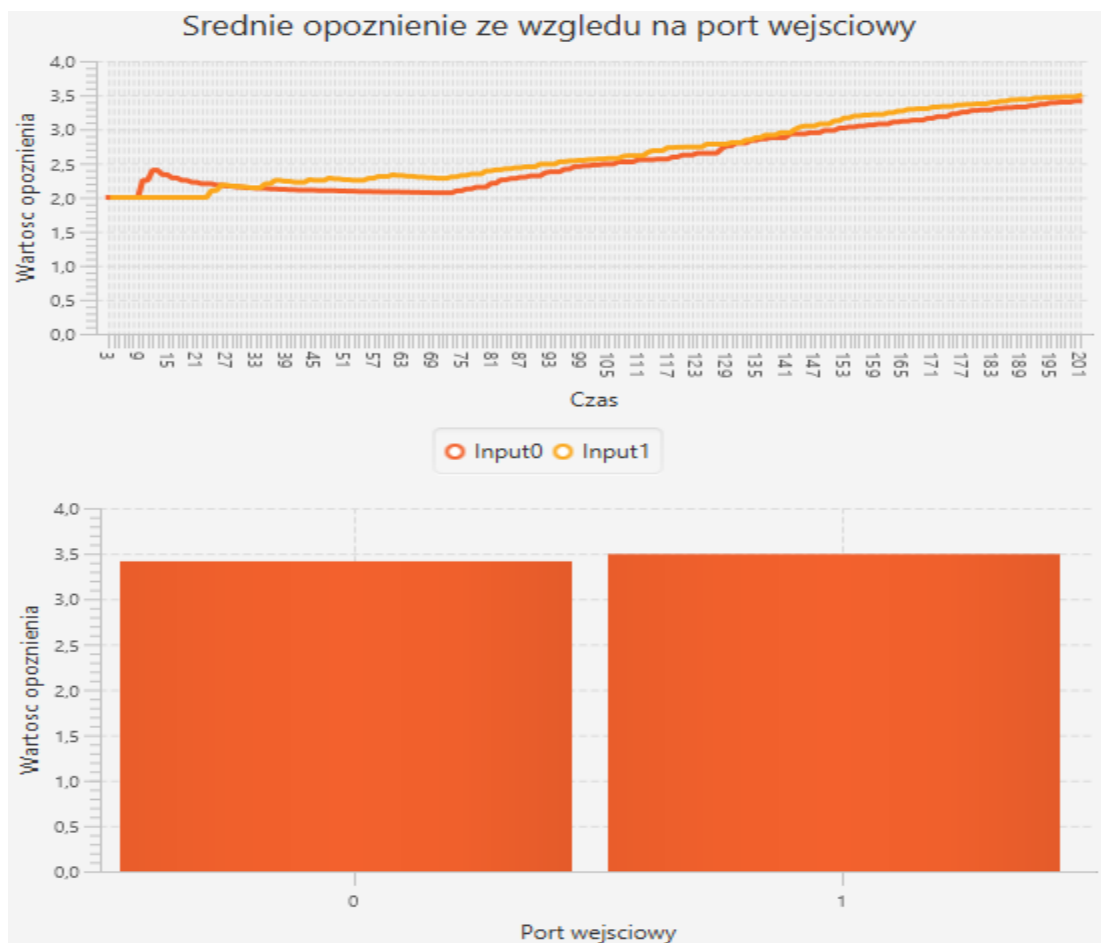 Srednie opoznienie ze wzgledu na port wejsciowy
Wartosc opoznienia
4,0
3,5
3,0
2,5
2,0
1,5
1,0
0,5
0,0
3 9 15 21 27 33 39 45 51 57 63 69 75 81 87 93 99 105 111 117 123 129 135 141 147 153 159 165 171 177 183 189 195 201
Czas
Input0 Input1
Wartosc opoznienia
4,0
3,5
3,0
2,5
2,0
1,5
1,0
0,5
0,0
0 1
Port wejsciowy